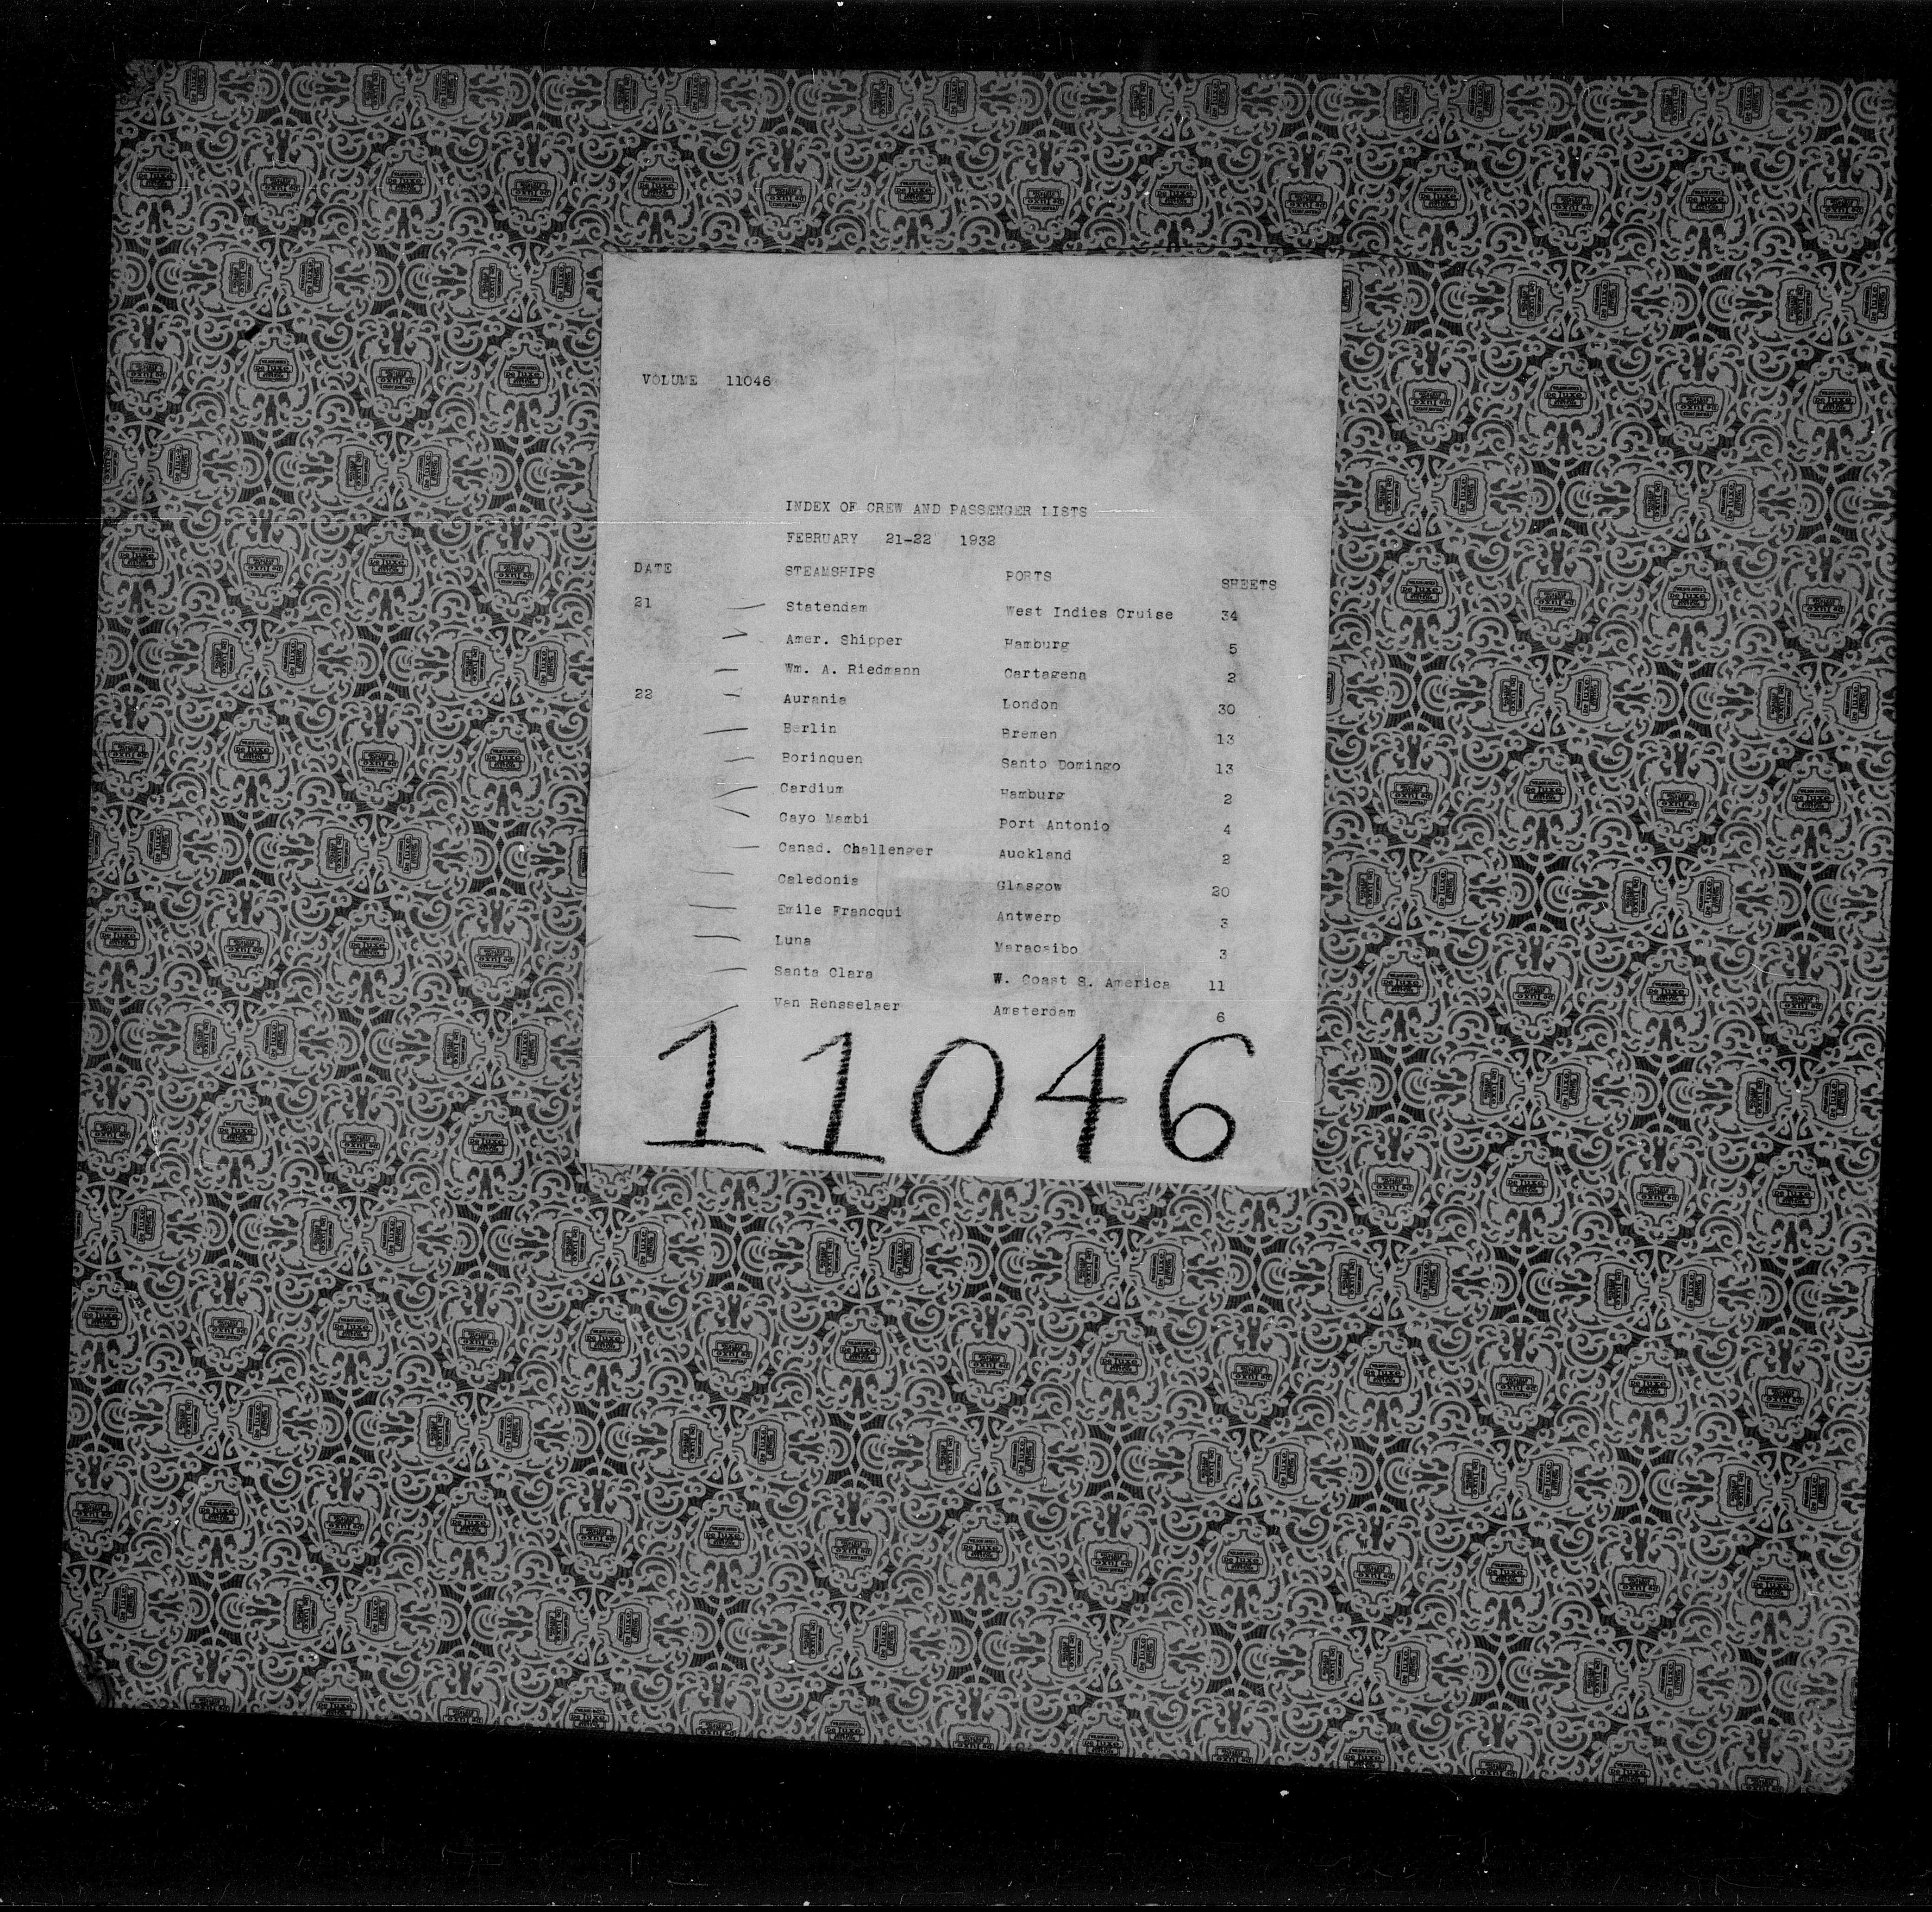 VOLUME 11046
INDEX OF CREW AND PASSENGER LISTS
FEBRUARY 21-22 1932
DATE STEAMSHIPS PORTS SHEETS
21 Statendam West Indies Cruise 34
Amer. Shipper Hamburg 5
Wm. A. Riedmann Cartagena 2
22 Aurania London 30
Berlin Bremen 13
Borinquen Santo Domingo 13
Cardium Hamburg 2
Cayo Mambi Port Antonio 4
Canad. Challenger Auckland 2
Caledonia Glasgow 20
Emile Francqui Antwerp 3
Luna Maracaibo 3
Santa Clara W. Coast S. America 11
Van Rensselaer Amsterdam 6
11046